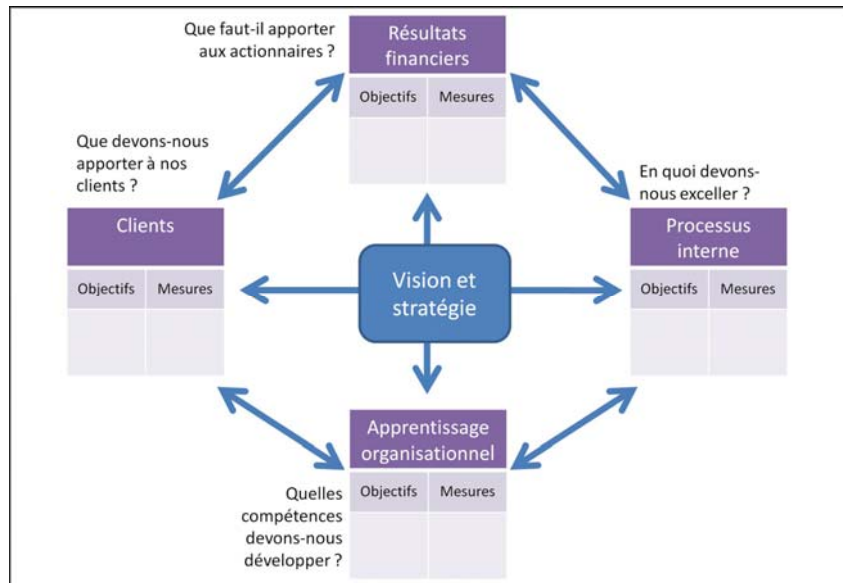 Que faut-il apporter
aux actionnaires ?
Résultats
financiers
Objectifs Mesures
Que devons-nous
apporter à nos
clients ?
En quoi devons-
nous exceller ?
Clients
Objectifs Mesures
Vision et
stratégie
Processus
interne
Objectifs Mesures
Apprentissage
organisationnel
Objectifs Mesures
Quelles
compétences
devons-nous
développer ?